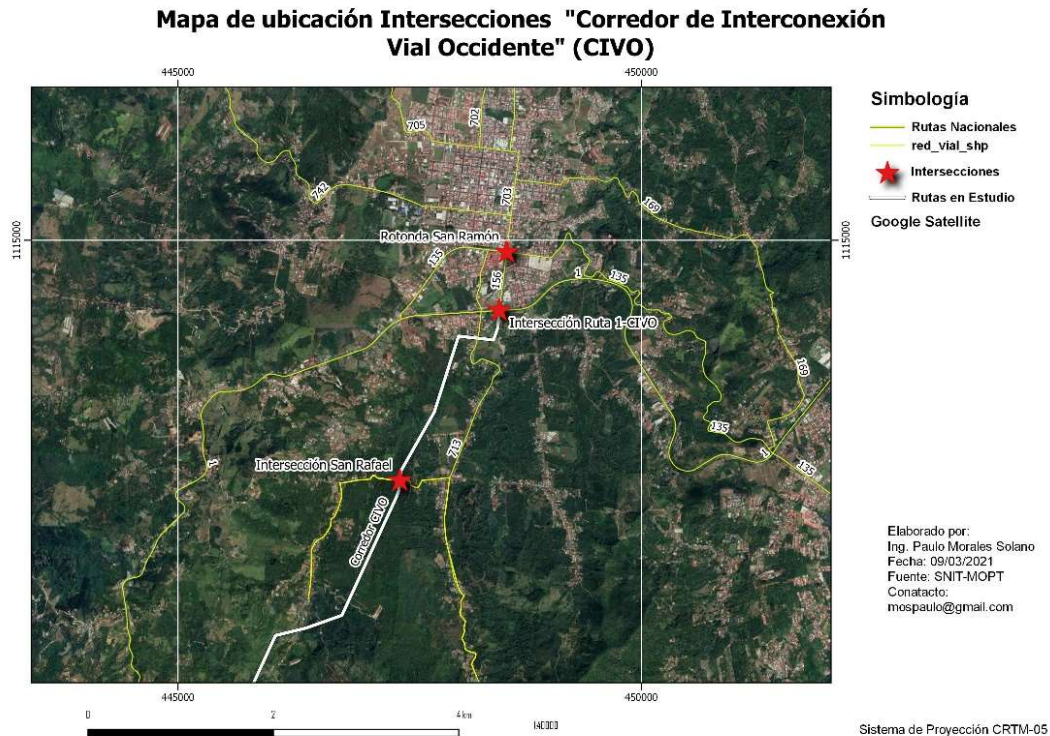 Mapa de ubicación Intersecciones "Corredor de Interconexión
Vial Occidente" (CIVO)
445000
450000
Simbología
Rutas Nacionales
red_vial_shp
Intersecciones
Rutas en Estudio
Google Satellite
705
702
742
703
169
1115000
1115000
Rotonda San Ramón
135
156
1
135
Intersección Ruta 1-CIVO
169
713
135
1
135
1
Intersección San Rafael
Corredor CIVO
Elaborado por:
Ing. Paulo Morales Solano
Fecha: 09/03/2021
Fuente: SNIT-MOPT
Conatacto:
mospaulo@gmail.com
445000
450000
0
2
4 km
Sistema de Proyección CRTM-05